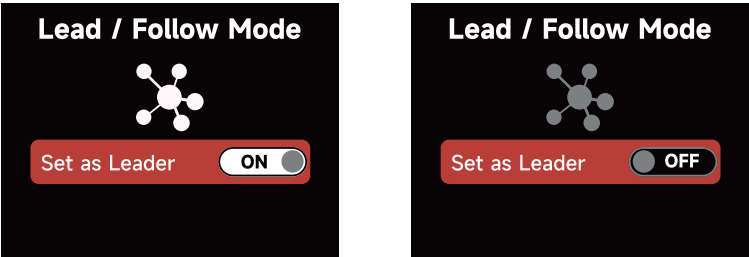 Lead / Follow Mode
Set as Leader ON
Lead / Follow Mode
Set as Leader OFF